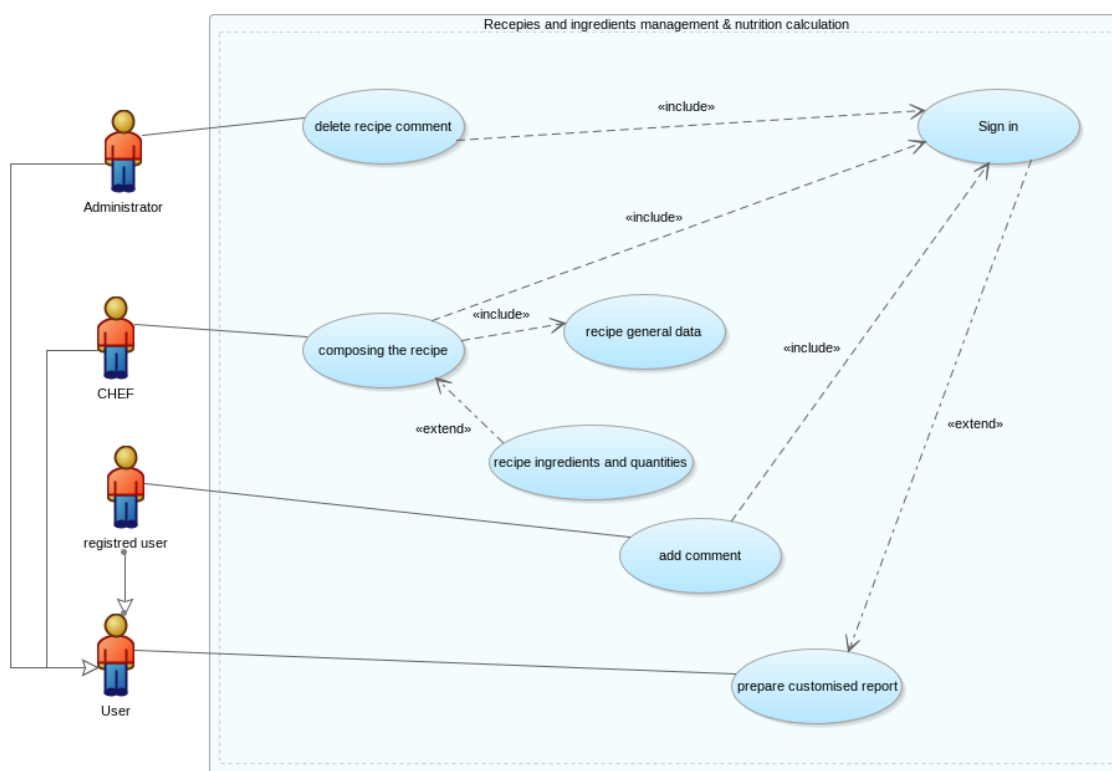 Recepies and ingredients management & nutrition calculation
delete recipe comment
«include»
Sign in
Administrator
«include»
«include»
recipe general data
composing the recipe
«include»
CHEF
«extend»
«extend»
recipe ingredients and quantities
registred user
add comment
prepare customised report
User